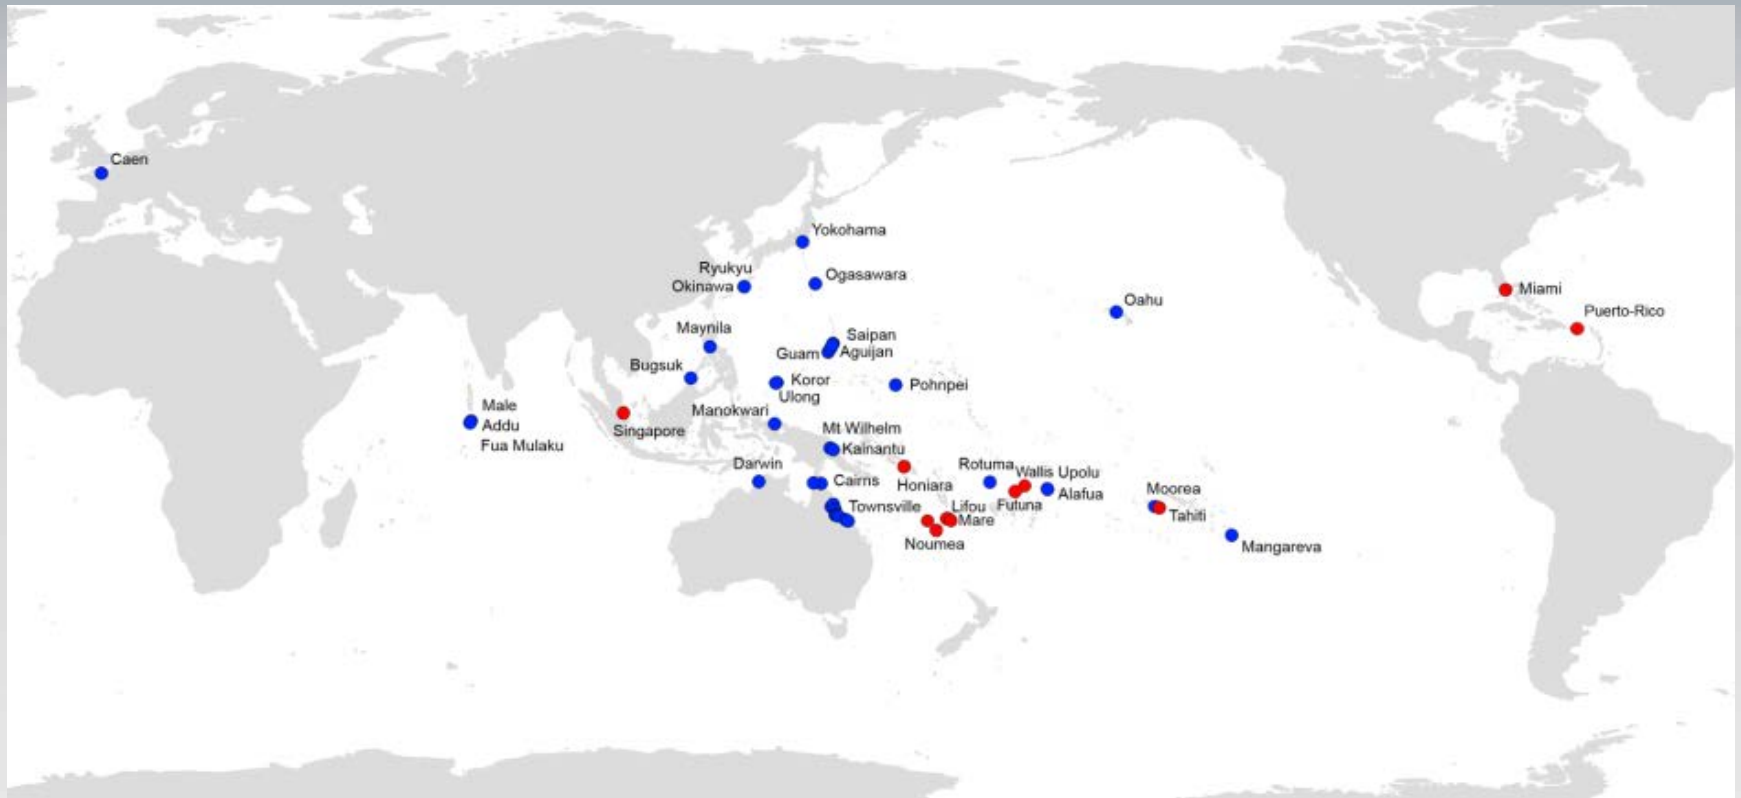 Caen
Yokohama
Ryukyu
Ogasawara
Okinawa
Miami
Oahu
Puerto-Rico
Maynila
Saipan
Guam
Aguijan
Bugsuk
Koror
Pohnpei
Ulong
Male
Manokwari
Addu
Mt Wilhelm
Singapore
Fua Mulaku
Kainantu
Darwin
Rotuma
Wallis Upolu
Cairns
Honiara
Moorea
Alafua
Futuna
Townsville
Lifou
Tahiti
Mare
Noumea
Mangareva